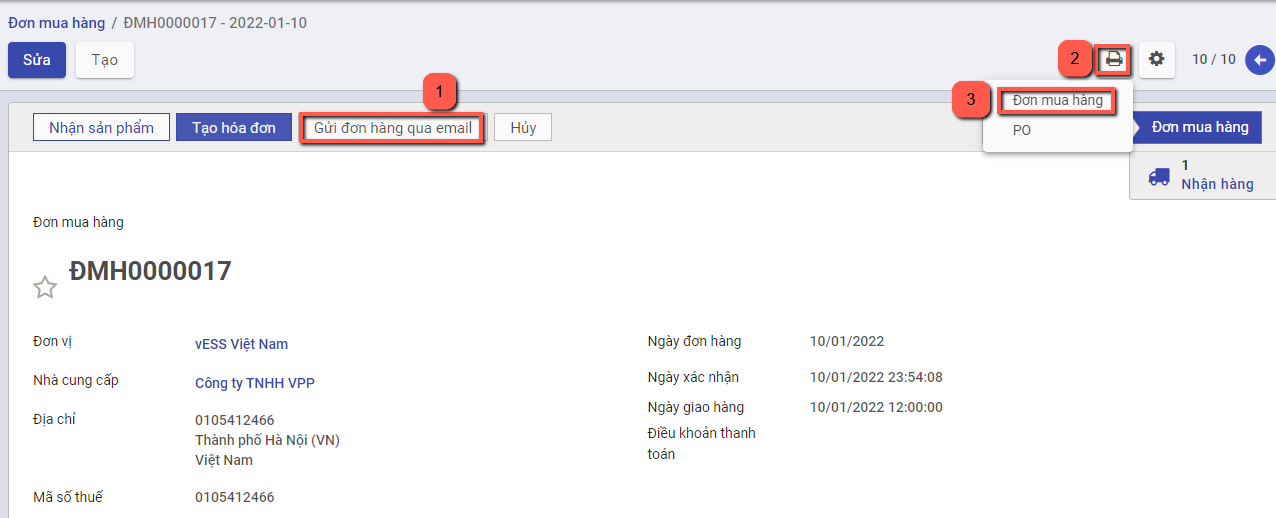 Đơn mua hàng / ĐMH0000017 - 2022-01-10
Sửa Tạo 2 10 / 10
1 3 Đơn mua hàng
PO
Nhận sản phẩm Tạo hóa đơn Gửi đơn hàng qua email Hủy Đơn mua hàng
1
Nhận hàng
Đơn mua hàng
ĐMH0000017
Đơn vị vESS Việt Nam Ngày đơn hàng 10/01/2022
Nhà cung cấp Công ty TNHH VPP Ngày xác nhận 10/01/2022 23:54:08
Ngày giao hàng 10/01/2022 12:00:00
Địa chỉ 0105412466 Điều khoản thanh
Thành phố Hà Nội (VN) toán
Việt Nam
Mã số thuế 0105412466